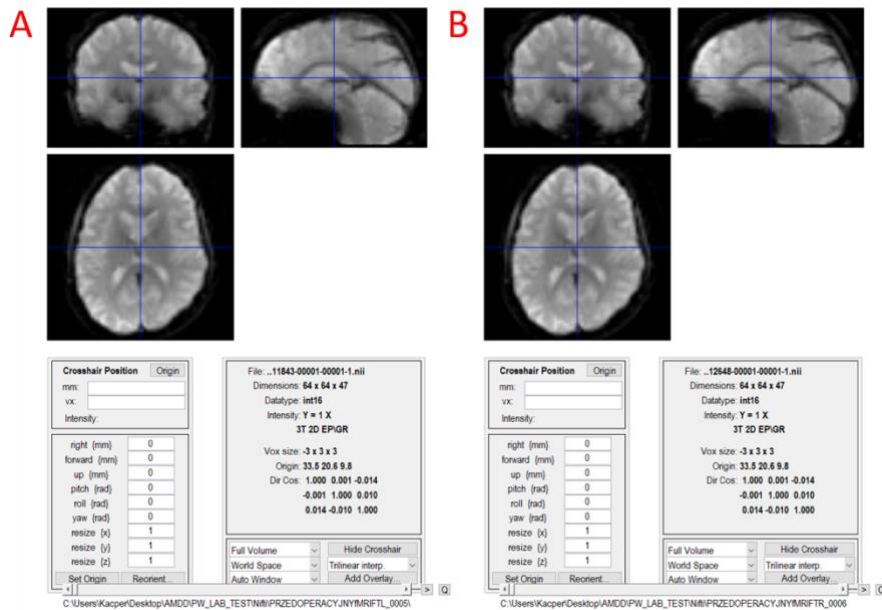 A
B
Crosshair Position Origin
mm:
vx:
Intensity:
right {mm} 0
forward {mm} 0
up {mm} 0
pitch {rad} 0
roll {rad} 0
yaw {rad} 0
resize {x} 1
resize {y} 1
resize {z} 1
Set Origin Reorient...
File: ..11843-00001-00001-1.nii
Dimensions: 64 x 64 x 47
Datatype: int16
Intensity: Y = 1 X
3T 2D EP\GR
Vox size: -3 x 3 x 3
Origin: 33.5 20.6 9.8
Dir Cos: 1.000 0.001 -0.014
-0.001 1.000 0.010
0.014 -0.010 1.000
Full Volume Hide Crosshair
World Space Trilinear interp.
Auto Window Add Overlay...
> Q
C:\Users\Kacper\Desktop\AMDD\PW_LAB_TEST\Nifti\PRZEDOPERACYJNYfMRIFTL_0005\
Crosshair Position Origin
mm:
vx:
Intensity:
right {mm} 0
forward {mm} 0
up {mm} 0
pitch {rad} 0
roll {rad} 0
yaw {rad} 0
resize {x} 1
resize {y} 1
resize {z} 1
Set Origin Reorient...
File: ..12648-00001-00001-1.nii
Dimensions: 64 x 64 x 47
Datatype: int16
Intensity: Y = 1 X
3T 2D EP\GR
Vox size: -3 x 3 x 3
Origin: 33.5 20.6 9.8
Dir Cos: 1.000 0.001 -0.014
-0.001 1.000 0.010
0.014 -0.010 1.000
Full Volume Hide Crosshair
World Space Trilinear interp.
Auto Window Add Overlay...
> Q
C:\Users\Kacper\Desktop\AMDD\PW_LAB_TEST\Nifti\PRZEDOPERACYJNYfMRIFTR_0006\